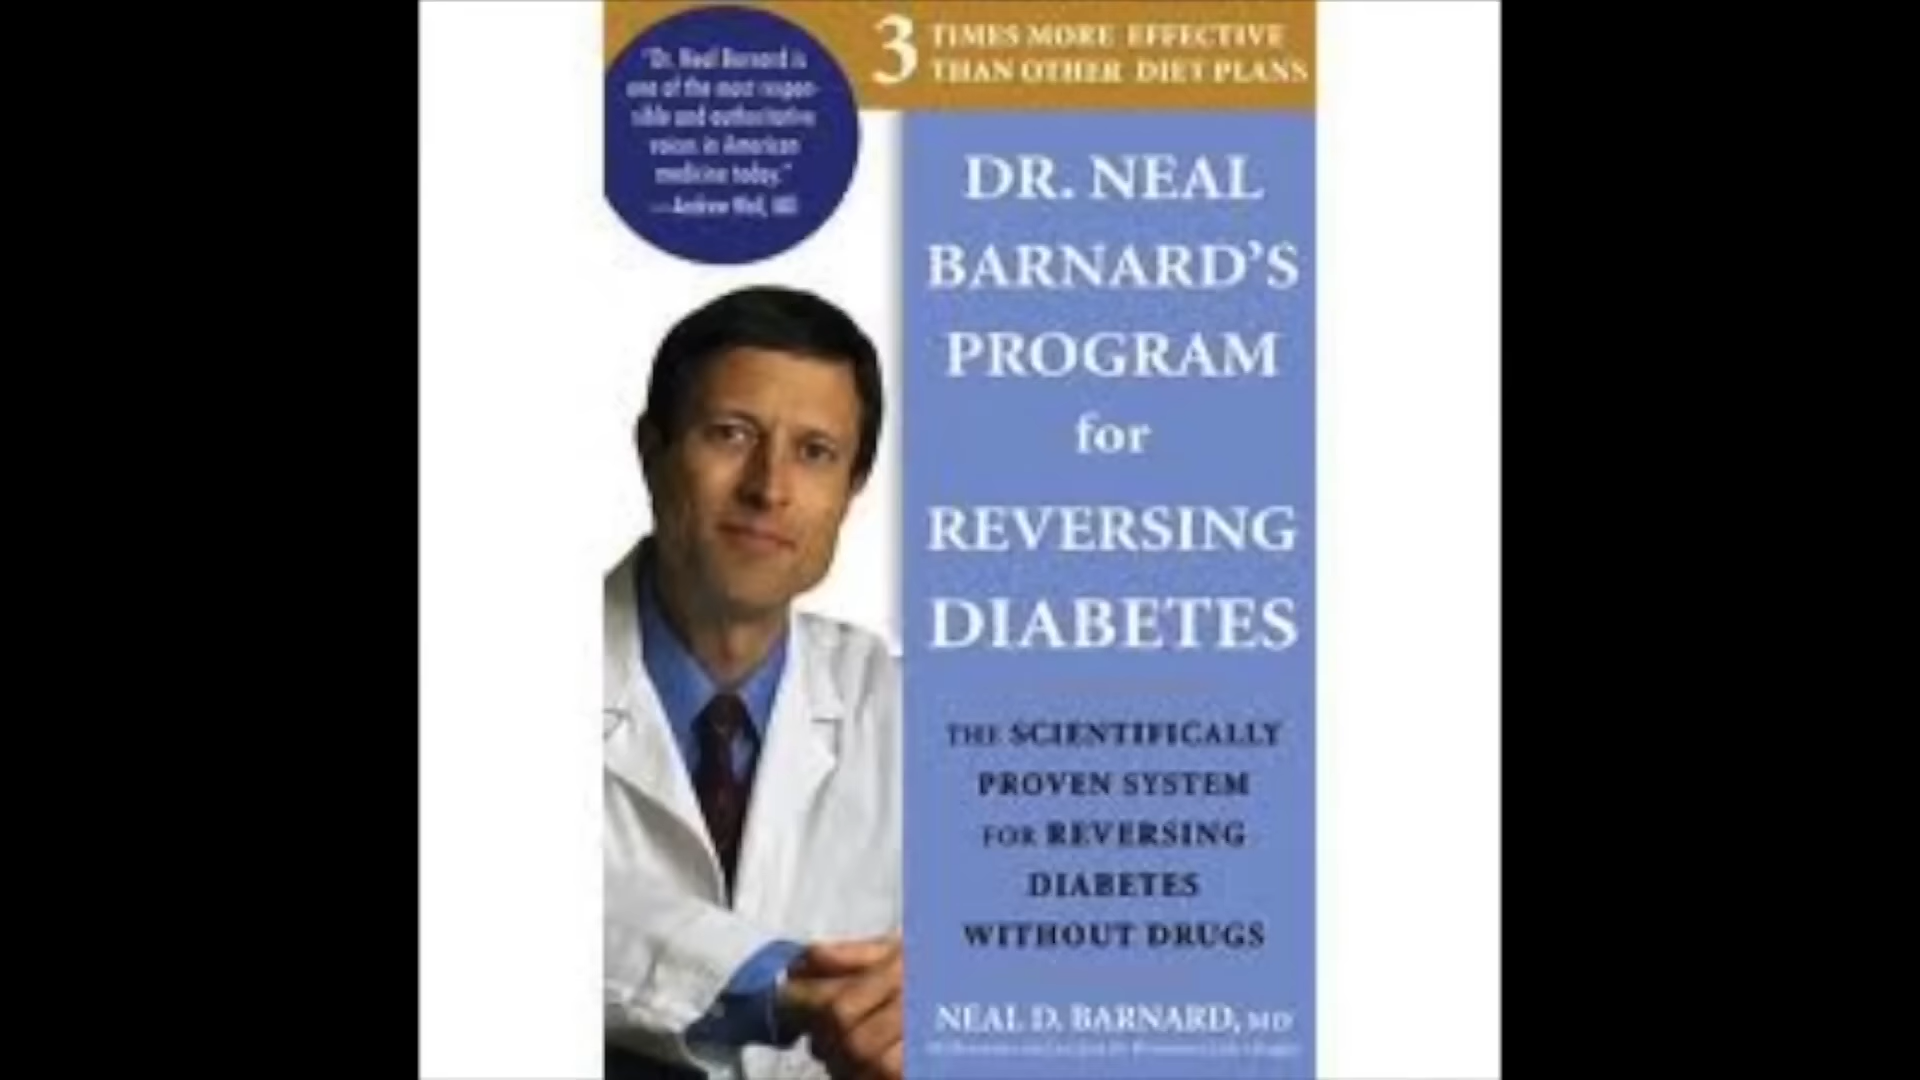 3 TIMES MORE EFFECTIVE
THAN OTHER DIET PLANS
"Dr. Neal Barnard is
one of the most respon-
sible and authoritative
voices in American
medicine today."
—Andrew Weil, MD
DR. NEAL
BARNARD'S
PROGRAM
for
REVERSING
DIABETES
THE SCIENTIFICALLY
PROVEN SYSTEM
FOR REVERSING
DIABETES
WITHOUT DRUGS
NEAL D. BARNARD, MD